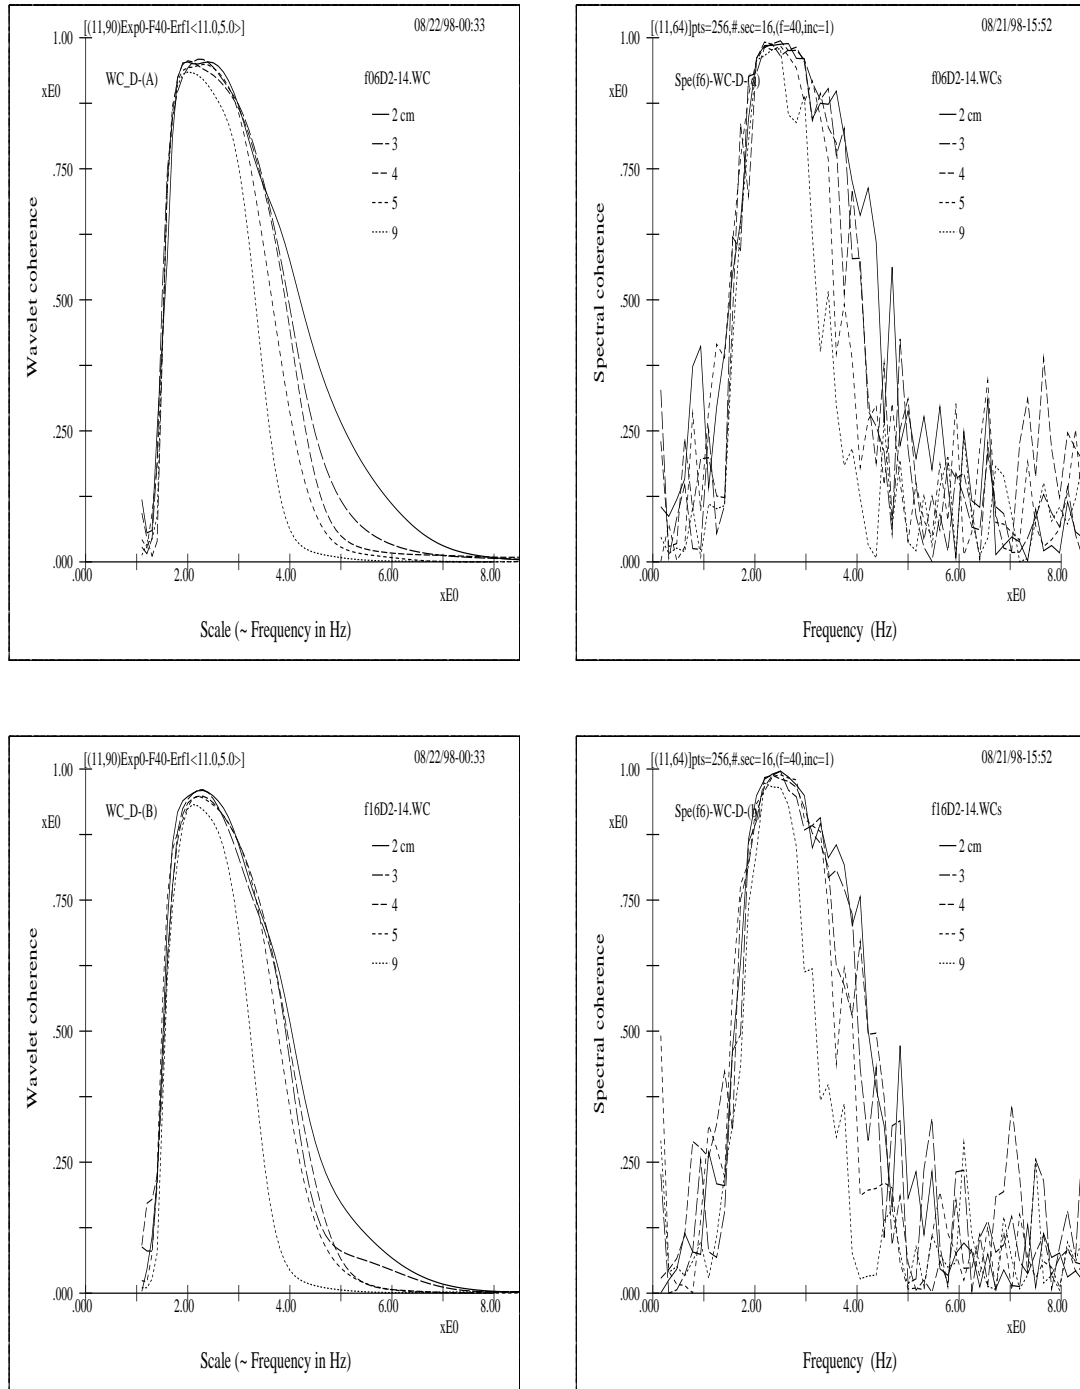 [(11,90)Exp0-F40-Erf1<11.0,5.0>]
08/22/98-00:33
1.00
WC_D-(A)
f06D2-14.WC
xE0
2 cm
3
.750
4
5
9
Wavelet coherence
.500
.250
.000
.000
2.00
4.00
6.00
8.00
xE0
Scale (~ Frequency in Hz)
[(11,64)]pts=256,#.sec=16,(f=40,inc=1)
08/21/98-15:52
1.00
Spe(f6)-WC-D-(a)
f06D2-14.WCs
xE0
2 cm
3
.750
4
5
9
Spectral coherence
.500
.250
.000
.000
2.00
4.00
6.00
8.00
xE0
Frequency (Hz)
[(11,90)Exp0-F40-Erf1<11.0,5.0>]
08/22/98-00:33
1.00
WC_D-(B)
f16D2-14.WC
xE0
2 cm
3
.750
4
5
9
Wavelet coherence
.500
.250
.000
.000
2.00
4.00
6.00
8.00
xE0
Scale (~ Frequency in Hz)
[(11,64)]pts=256,#.sec=16,(f=40,inc=1)
08/21/98-15:52
1.00
Spe(f6)-WC-D-(b)
f16D2-14.WCs
xE0
2 cm
3
.750
4
5
9
Spectral coherence
.500
.250
.000
.000
2.00
4.00
6.00
8.00
xE0
Frequency (Hz)